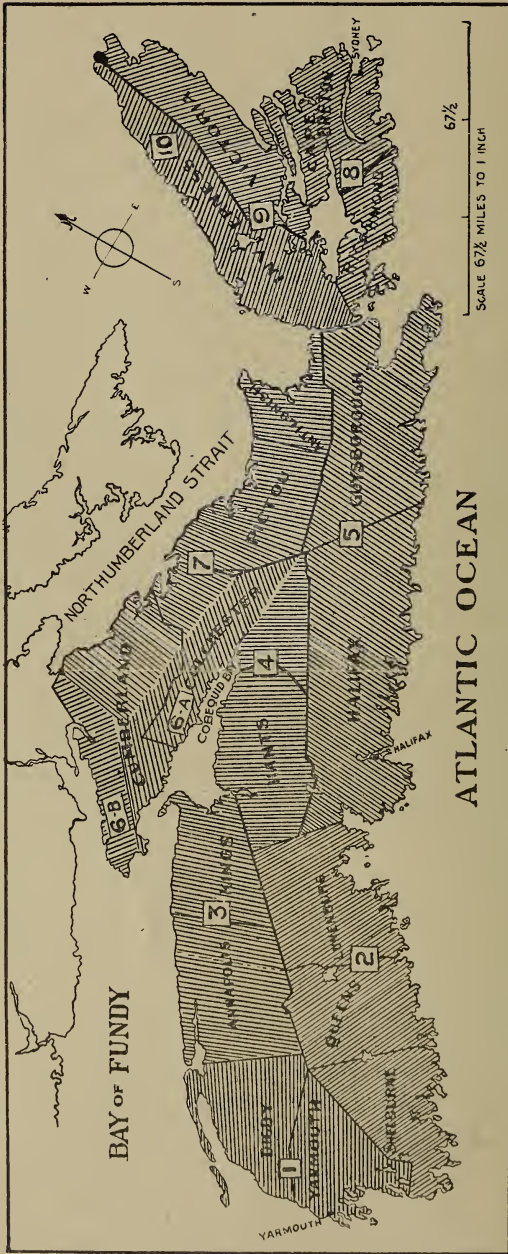 BAY OF FUNDY
NORTHUMBERLAND STRAIT
ATLANTIC OCEAN
COBEQUID BAY
N
E
S
W
SCALE 67½ MILES TO 1 INCH
67½
YARMOUTH
HALIFAX
SYDNEY
1
DIGBY
YARMOUTH
SHELBURNE
2
QUEENS
LUNENBURG
3
ANNAPOLIS
KINGS
4
HANTS
5
HALIFAX
GUYSBOROUGH
6-A
COLCHESTER
6-B
CUMBERLAND
7
PICTOU
ANTIGONISH
8
CAPE BRETON
RICHMOND
9
INVERNESS
10
VICTORIA